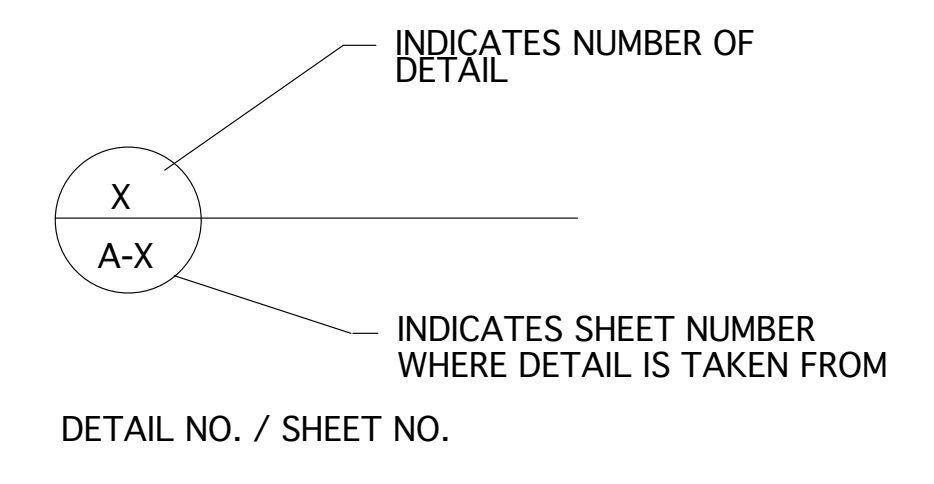 INDICATES NUMBER OF
DETAIL
X
A-X
INDICATES SHEET NUMBER
WHERE DETAIL IS TAKEN FROM
DETAIL NO. / SHEET NO.